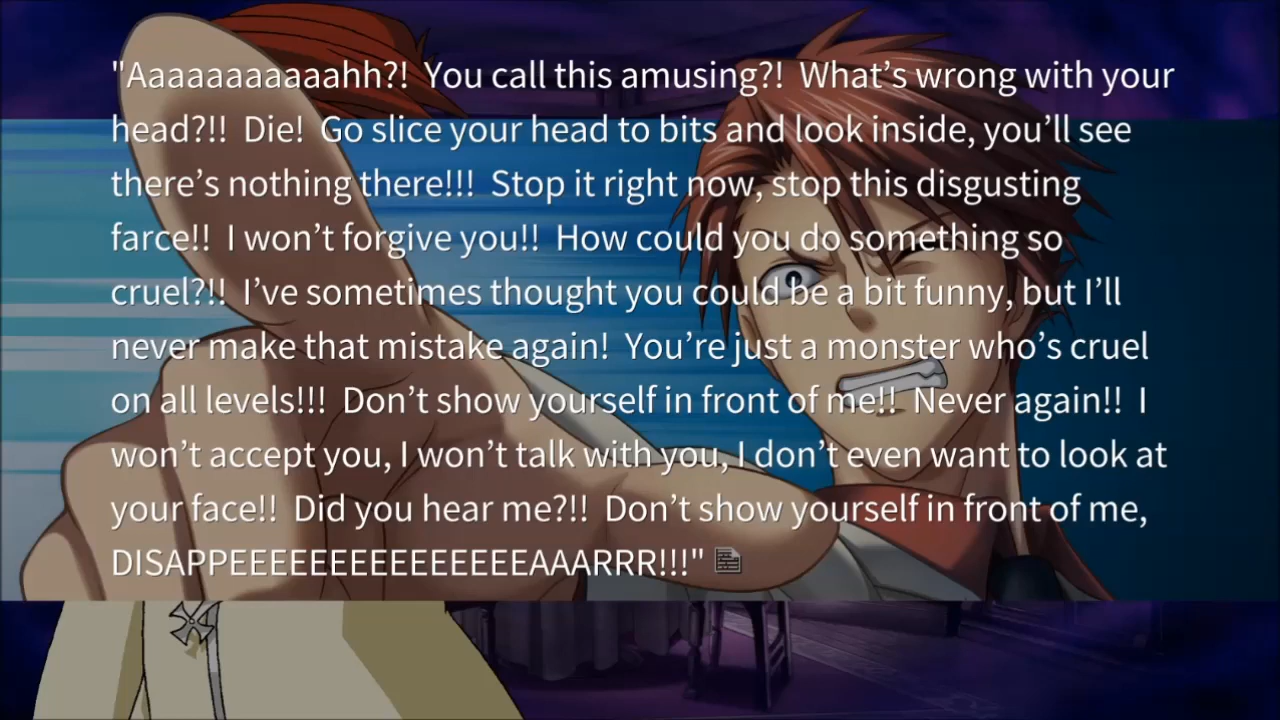 "Aaaaaaaaaaahh?!  You call this amusing?!  What’s wrong with your
head?!!  Die!  Go slice your head to bits and look inside, you’ll see
there’s nothing there!!!  Stop it right now, stop this disgusting
farce!!  I won’t forgive you!!  How could you do something so
cruel?!!  I’ve sometimes thought you could be a bit funny, but I’ll
never make that mistake again!  You’re just a monster who’s cruel
on all levels!!!  Don’t show yourself in front of me!!  Never again!!  I
won’t accept you, I won’t talk with you, I don’t even want to look at
your face!!  Did you hear me?!!  Don’t show yourself in front of me,
DISAPPEEEEEEEEEEEEEEEAAARRR!!!"